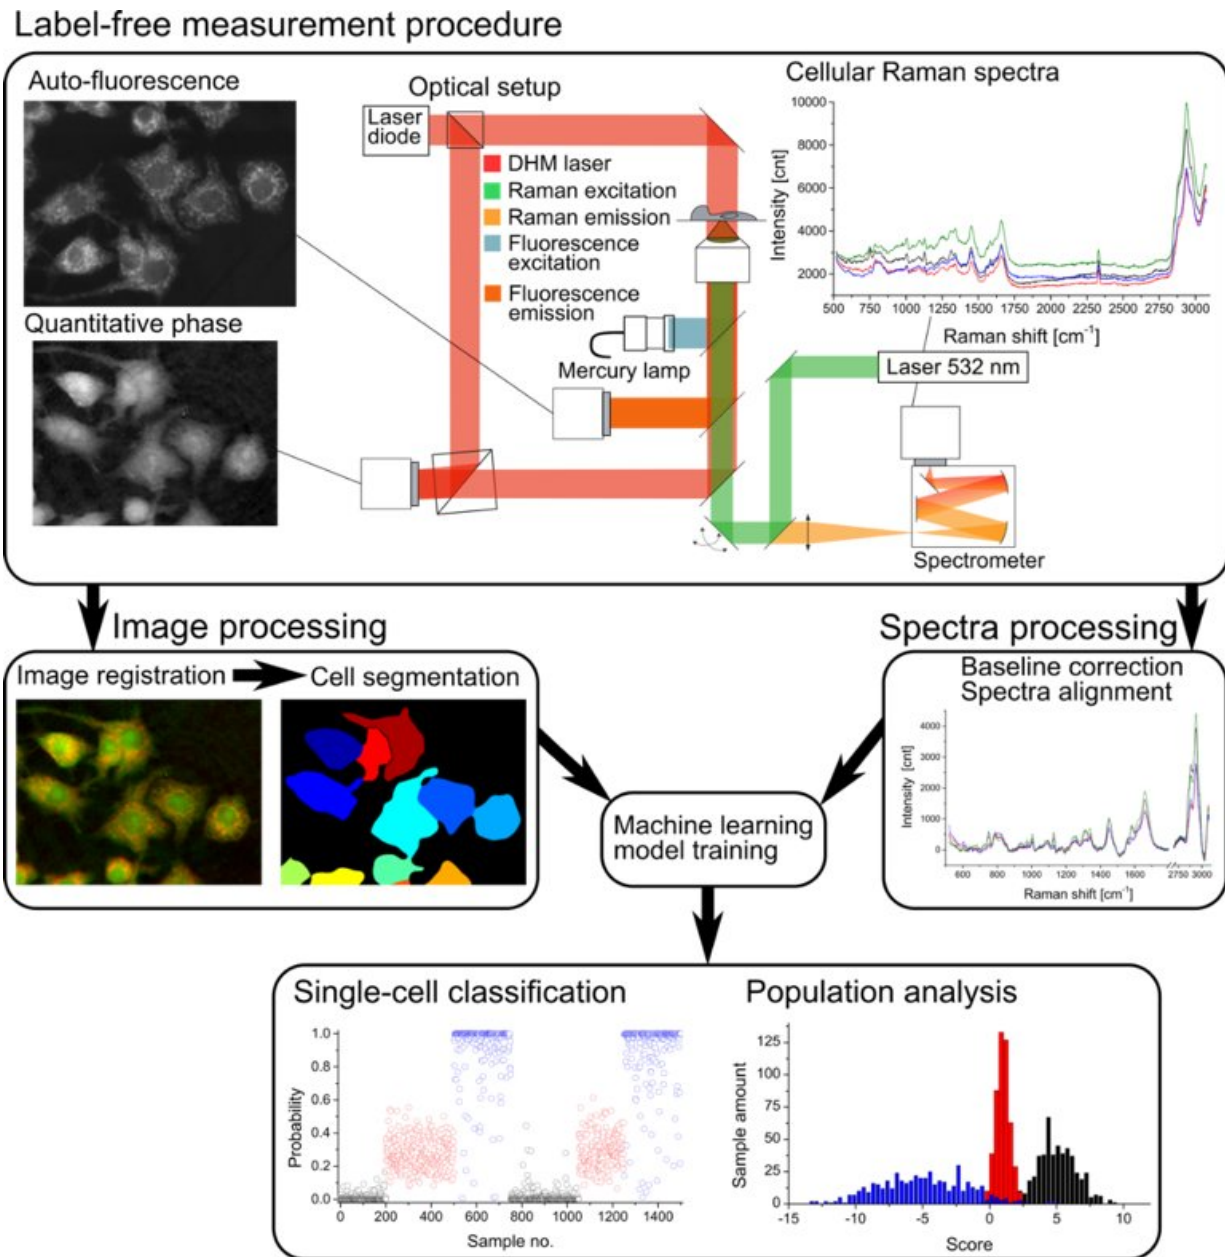 Label-free measurement procedure
Auto-fluorescence
Quantitative phase
Optical setup
Laser
diode
DHM laser
Raman excitation
Raman emission
Fluorescence
excitation
Fluorescence
emission
Mercury lamp
Laser 532 nm
Spectrometer
Cellular Raman spectra
Intensity [cnt]
10000
8000
6000
4000
2000
500 750 1000 1250 1500 1750 2000 2250 2500 2750 3000
Raman shift [cm⁻¹]
Image processing
Image registration
Cell segmentation
Spectra processing
Baseline correction
Spectra alignment
Intensity [cnt]
4000
3000
2000
1000
0
600 800 1000 1200 1400 1600 2750 3000
Raman shift [cm⁻¹]
Machine learning
model training
Single-cell classification
Probability
1.0
0.8
0.6
0.4
0.2
0.0
0 200 400 600 800 1000 1200 1400
Sample no.
Population analysis
Sample amount
125
100
75
50
25
0
-15 -10 -5 0 5 10
Score